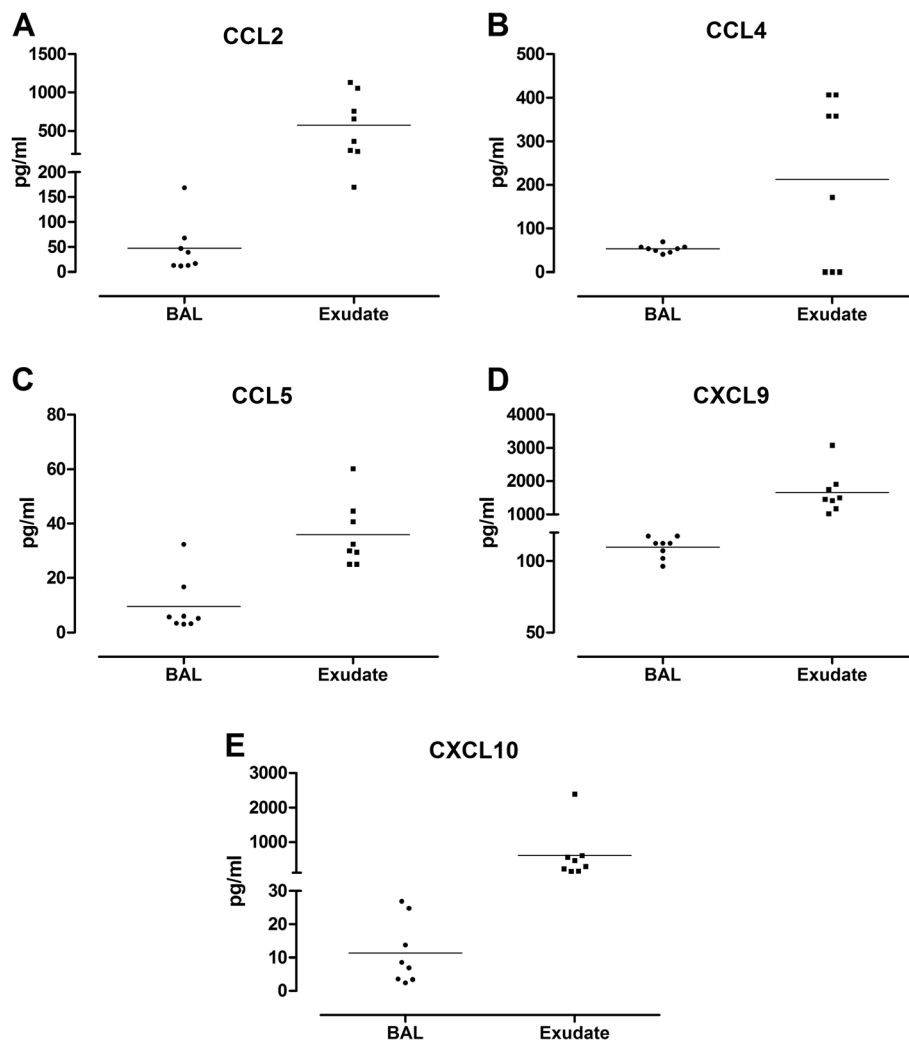 A
CCL2
1500
1000
500
200
150
100
50
0
pg/ml
BAL
Exudate
B
CCL4
500
400
300
200
100
0
pg/ml
BAL
Exudate
C
CCL5
80
60
40
20
0
pg/ml
BAL
Exudate
D
CXCL9
4000
3000
2000
1000
100
50
pg/ml
BAL
Exudate
E
CXCL10
3000
2000
1000
30
20
10
0
pg/ml
BAL
Exudate